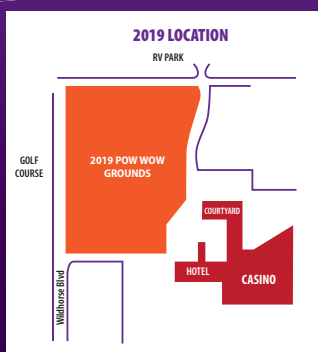 2019 LOCATION
RV PARK
GOLF
COURSE
2019 POW WOW
GROUNDS
COURTYARD
HOTEL
CASINO
Wildhorse Blvd